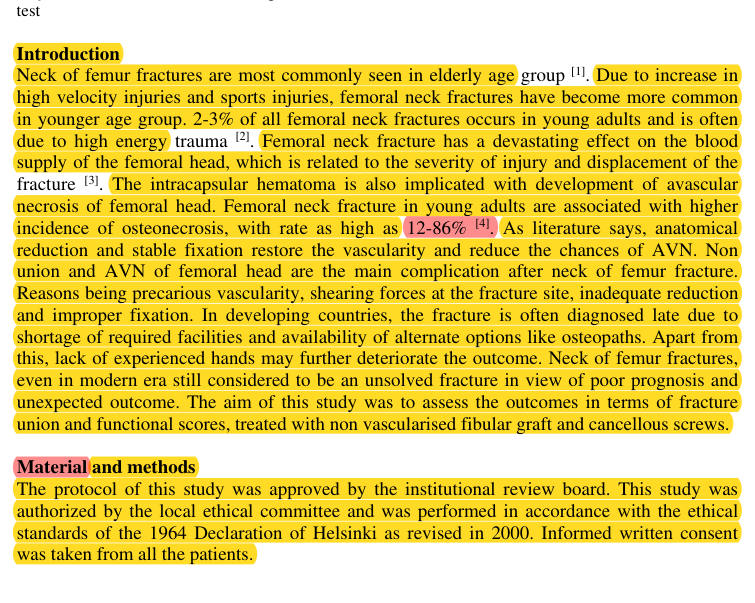 test
Introduction
Neck of femur fractures are most commonly seen in elderly age group [1]. Due to increase in
high velocity injuries and sports injuries, femoral neck fractures have become more common
in younger age group. 2-3% of all femoral neck fractures occurs in young adults and is often
due to high energy trauma [2]. Femoral neck fracture has a devastating effect on the blood
supply of the femoral head, which is related to the severity of injury and displacement of the
fracture [3]. The intracapsular hematoma is also implicated with development of avascular
necrosis of femoral head. Femoral neck fracture in young adults are associated with higher
incidence of osteonecrosis, with rate as high as 12-86% [4]. As literature says, anatomical
reduction and stable fixation restore the vascularity and reduce the chances of AVN. Non
union and AVN of femoral head are the main complication after neck of femur fracture.
Reasons being precarious vascularity, shearing forces at the fracture site, inadequate reduction
and improper fixation. In developing countries, the fracture is often diagnosed late due to
shortage of required facilities and availability of alternate options like osteopaths. Apart from
this, lack of experienced hands may further deteriorate the outcome. Neck of femur fractures,
even in modern era still considered to be an unsolved fracture in view of poor prognosis and
unexpected outcome. The aim of this study was to assess the outcomes in terms of fracture
union and functional scores, treated with non vascularised fibular graft and cancellous screws.
Material and methods
The protocol of this study was approved by the institutional review board. This study was
authorized by the local ethical committee and was performed in accordance with the ethical
standards of the 1964 Declaration of Helsinki as revised in 2000. Informed written consent
was taken from all the patients.